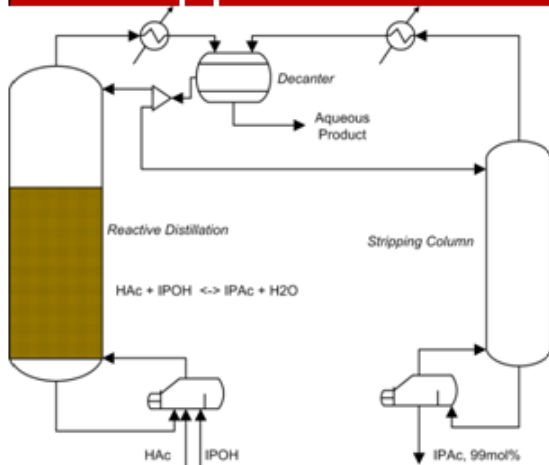 Decanter
Aqueous
Product
Reactive Distillation
Stripping Column
HAc + IPOH <-> IPAc + H2O
HAc
IPOH
IPAc, 99mol%